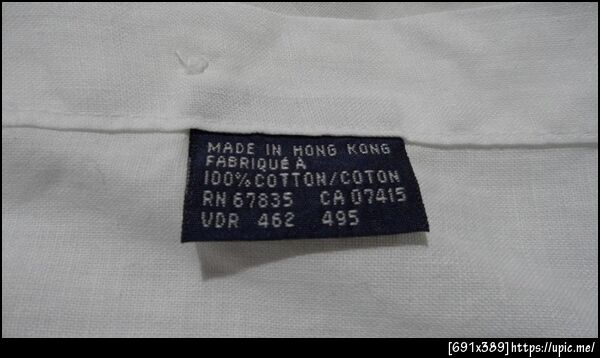 MADE IN HONG KONG
FABRIQUÉ À
100% COTTON/COTON
RN 67835 CA 07415
VDR 462 495
[691x389]https://upic.me/